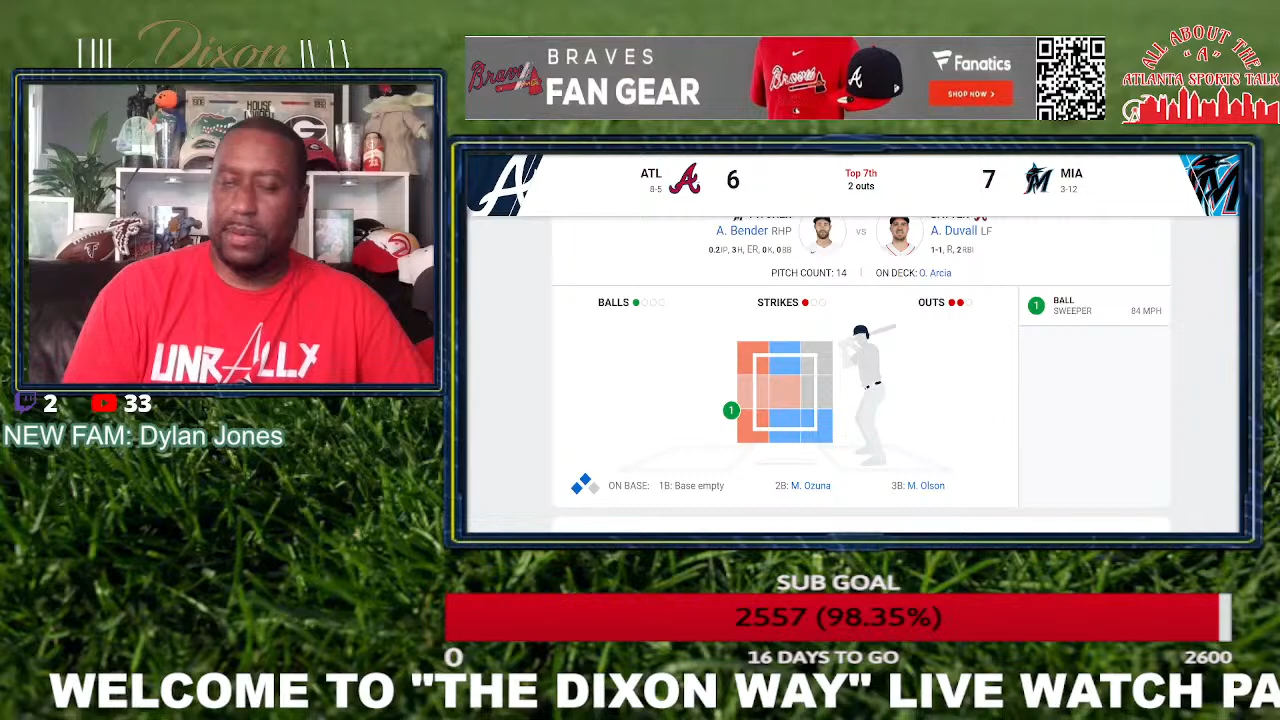 Dixon
BRAVES
FAN GEAR
Braves
Braves
A
Fanatics
SHOP NOW >
ALL ABOUT THE
"A"
ATLANTA SPORTS TALK
HOUSE
G
UNRALLY
2
33
NEW FAM: Dylan Jones
ATL
8-5
6
Top 7th
2 outs
7
MIA
3-12
A. Bender RHP
vs
A. Duvall LF
0.2 IP, 3 H, ER, 0 K, 0 BB
1-1, R, 2 RBI
PITCH COUNT: 14
ON DECK: O. Arcia
BALLS
STRIKES
OUTS
1
BALL
SWEEPER
84 MPH
1
ON BASE:
1B: Base empty
2B: M. Ozuna
3B: M. Olson
SUB GOAL
2557 (98.35%)
0
16 DAYS TO GO
2600
WELCOME TO "THE DIXON WAY" LIVE WATCH PA